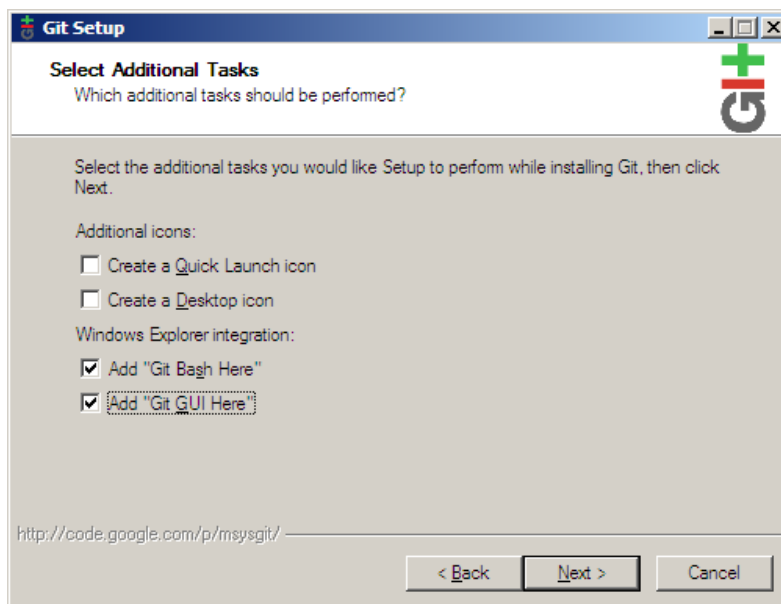 Git Setup
Select Additional Tasks
Which additional tasks should be performed?
GIT
Select the additional tasks you would like Setup to perform while installing Git, then click
Next.
Additional icons:
Create a Quick Launch icon
Create a Desktop icon
Windows Explorer integration:
Add "Git Bash Here"
Add "Git GUI Here"
http://code.google.com/p/msysgit/
< Back
Next >
Cancel